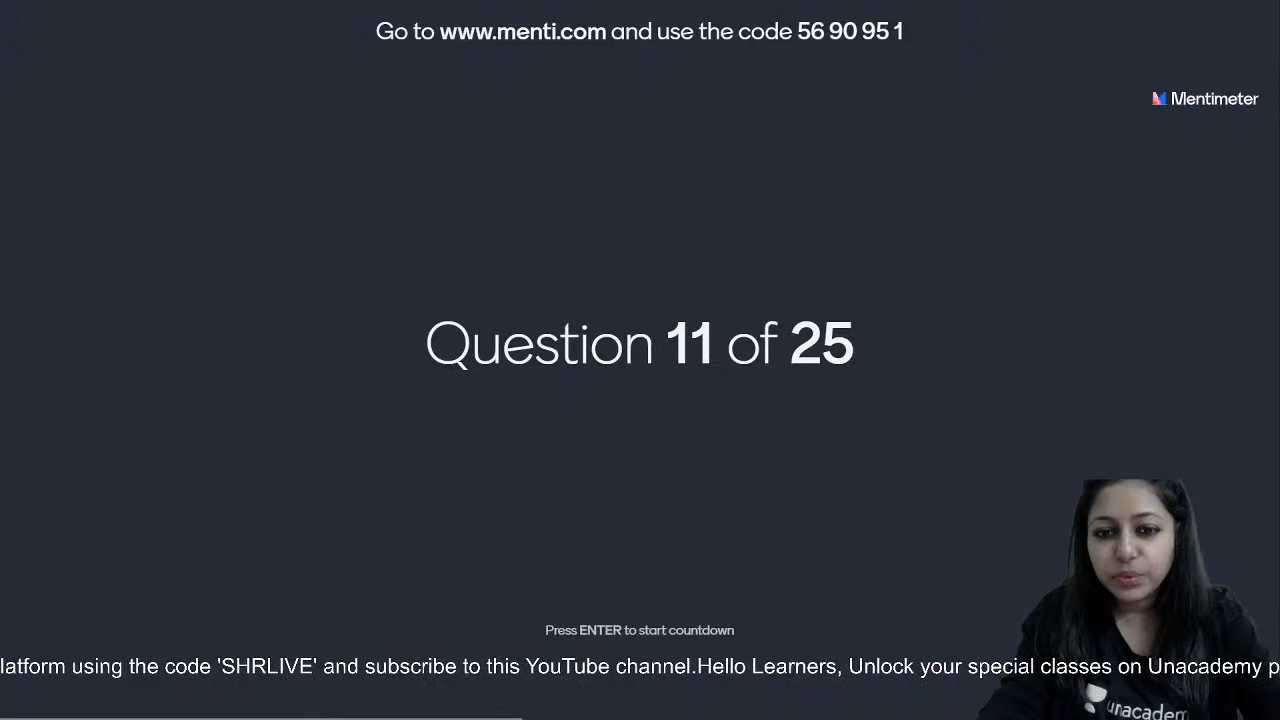 Go to www.menti.com and use the code 56 90 95 1
Mentimeter
Question 11 of 25
Press ENTER to start countdown
latform using the code 'SHRLIVE' and subscribe to this YouTube channel.Hello Learners, Unlock your special classes on Unacademy p
unacadem